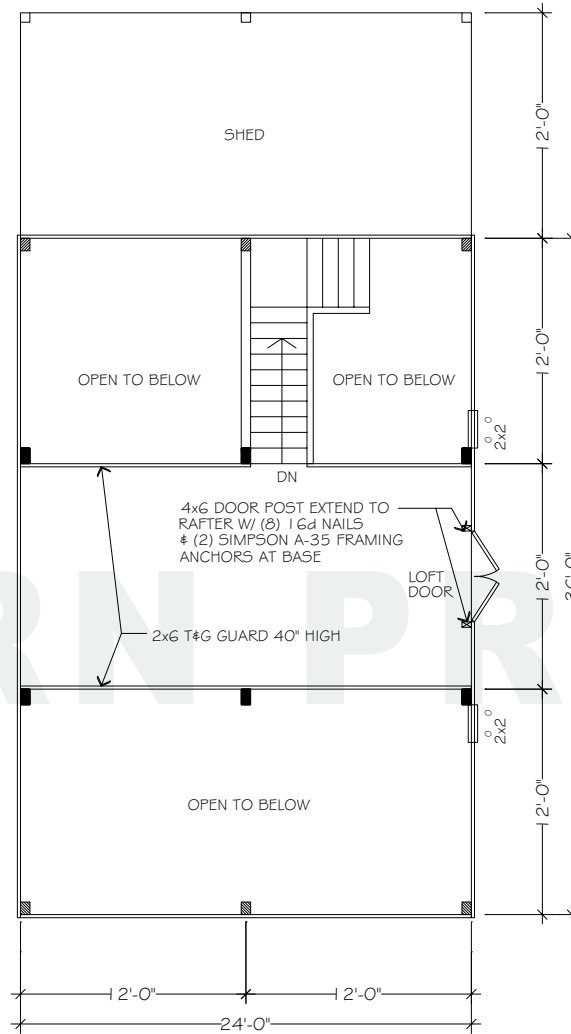 SHED
12'-0"
OPEN TO BELOW
OPEN TO BELOW
12'-0"
2x2
DN
4x6 DOOR POST EXTEND TO
RAFTER W/ (8) 16d NAILS
& (2) SIMPSON A-35 FRAMING
ANCHORS AT BASE
LOFT
DOOR
12'-0"
2x6 T&G GUARD 40" HIGH
RN PR
2x2
OPEN TO BELOW
12'-0"
12'-0"
12'-0"
24'-0"